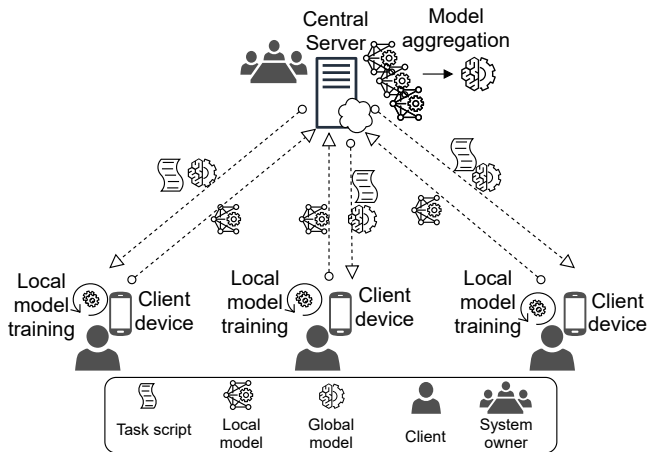 Central
Server
Model
aggregation
Local
model
training
Client
device
Local
model
training
Client
device
Local
model
training
Client
device
Task script
Local
model
Global
model
Client
System
owner